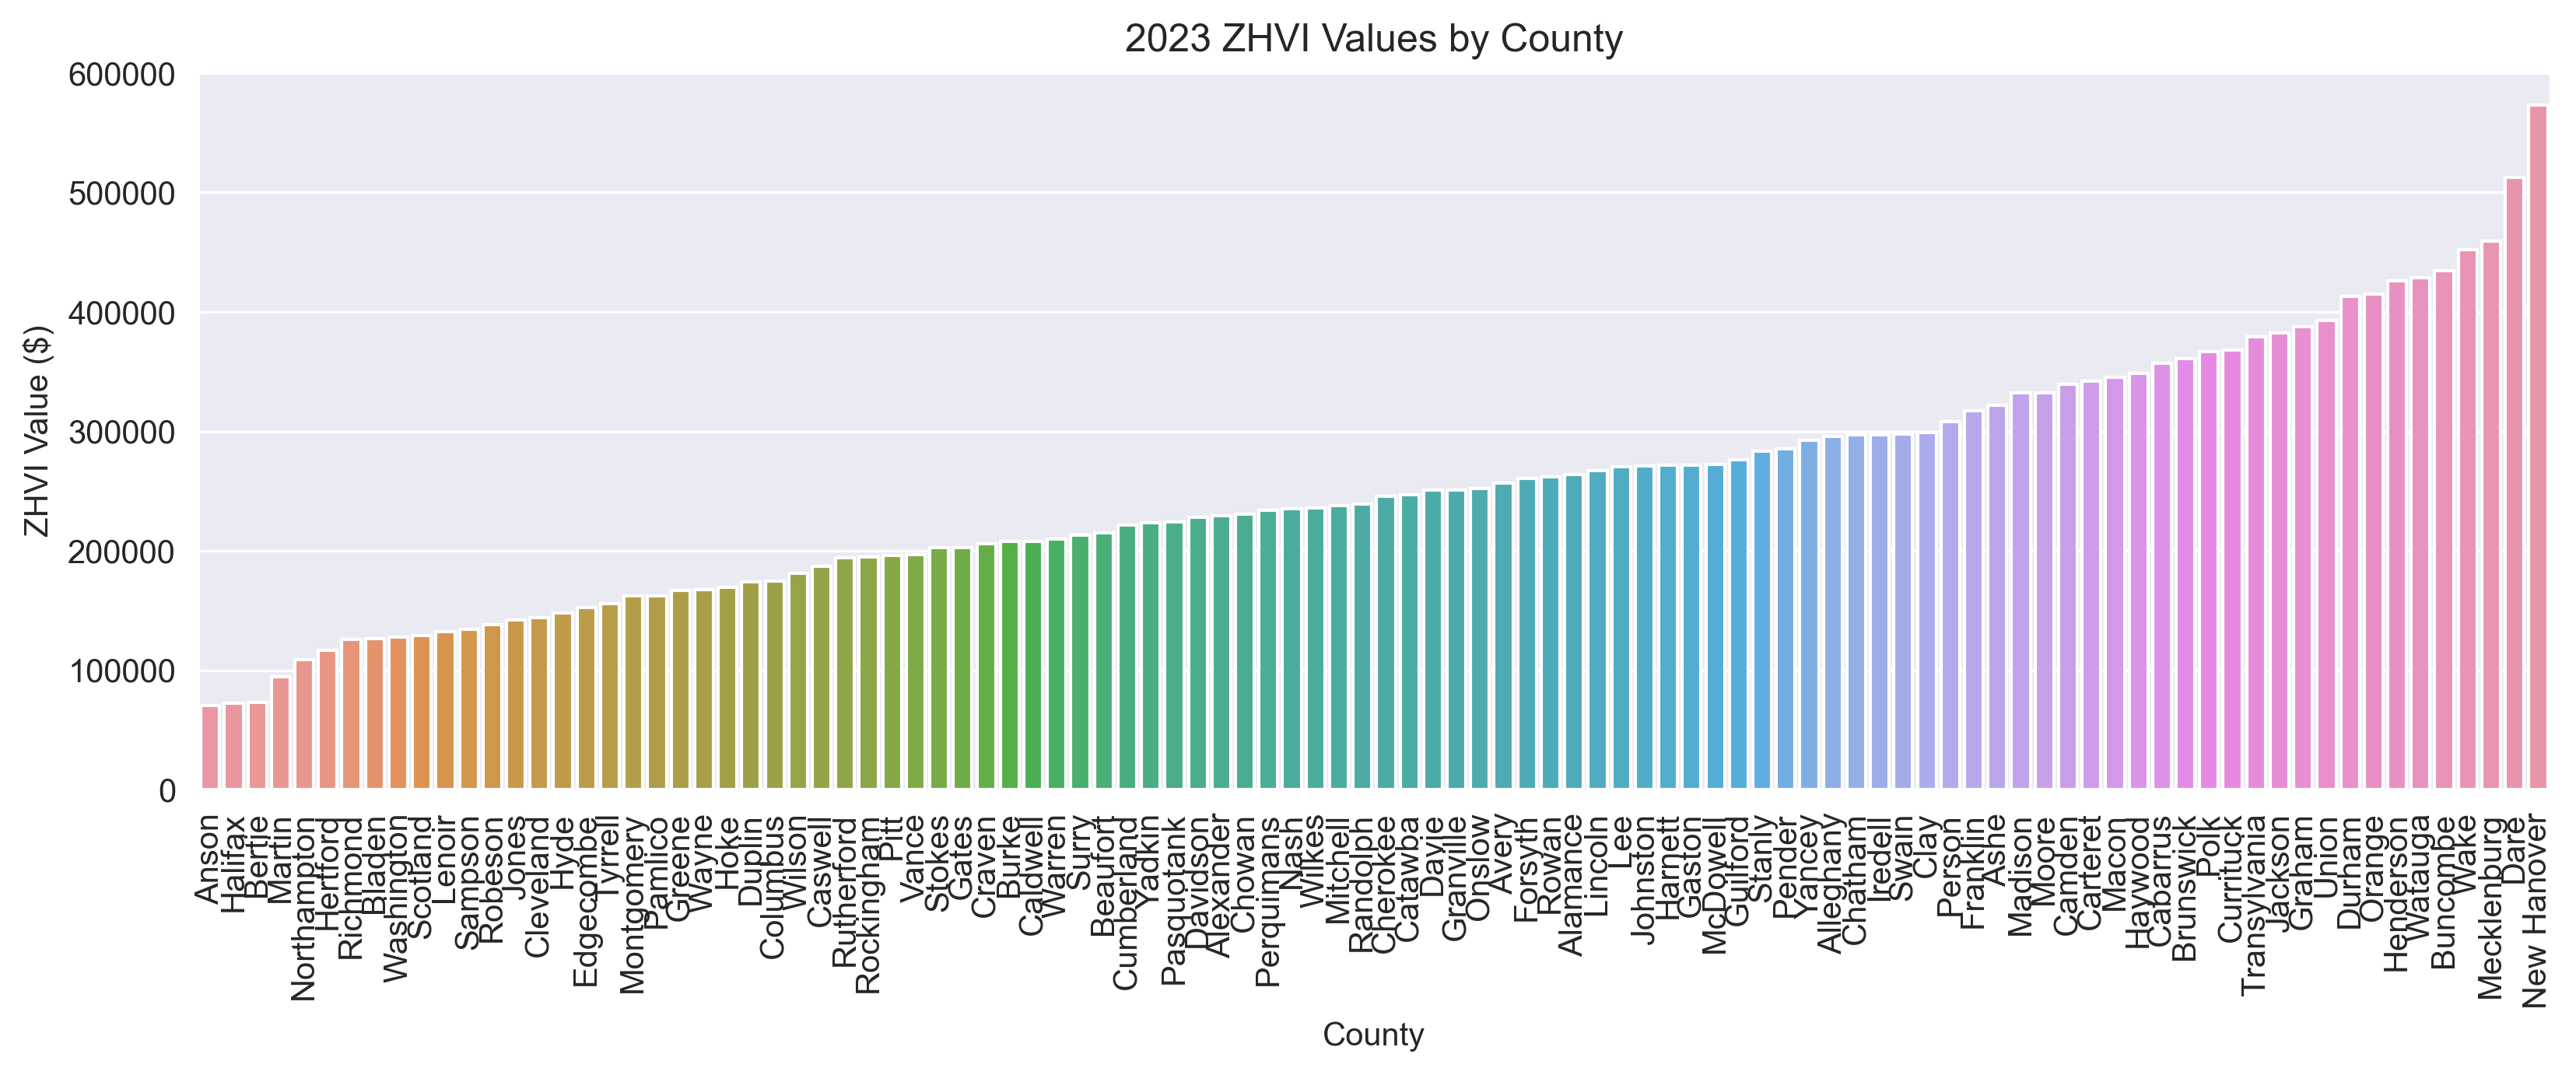 2023 ZHVI Values by County
600000
500000
400000
300000
200000
100000
0
ZHVI Value ($)
Anson
Halifax
Bertie
Martin
Northampton
Hertford
Richmond
Bladen
Washington
Scotland
Lenoir
Sampson
Robeson
Jones
Cleveland
Hyde
Edgecombe
Tyrrell
Montgomery
Pamlico
Greene
Wayne
Hoke
Duplin
Columbus
Wilson
Caswell
Rutherford
Rockingham
Pitt
Vance
Stokes
Gates
Craven
Burke
Caldwell
Warren
Surry
Beaufort
Cumberland
Yadkin
Pasquotank
Davidson
Alexander
Chowan
Perquimans
Nash
Wilkes
Mitchell
Randolph
Cherokee
Catawba
Davie
Granville
Onslow
Avery
Forsyth
Rowan
Alamance
Lincoln
Lee
Johnston
Harnett
Gaston
McDowell
Guilford
Stanly
Pender
Yancey
Alleghany
Chatham
Iredell
Swain
Clay
Person
Franklin
Ashe
Madison
Moore
Camden
Carteret
Macon
Haywood
Cabarrus
Brunswick
Polk
Currituck
Transylvania
Jackson
Graham
Union
Durham
Orange
Henderson
Watauga
Buncombe
Wake
Mecklenburg
Dare
New Hanover
County